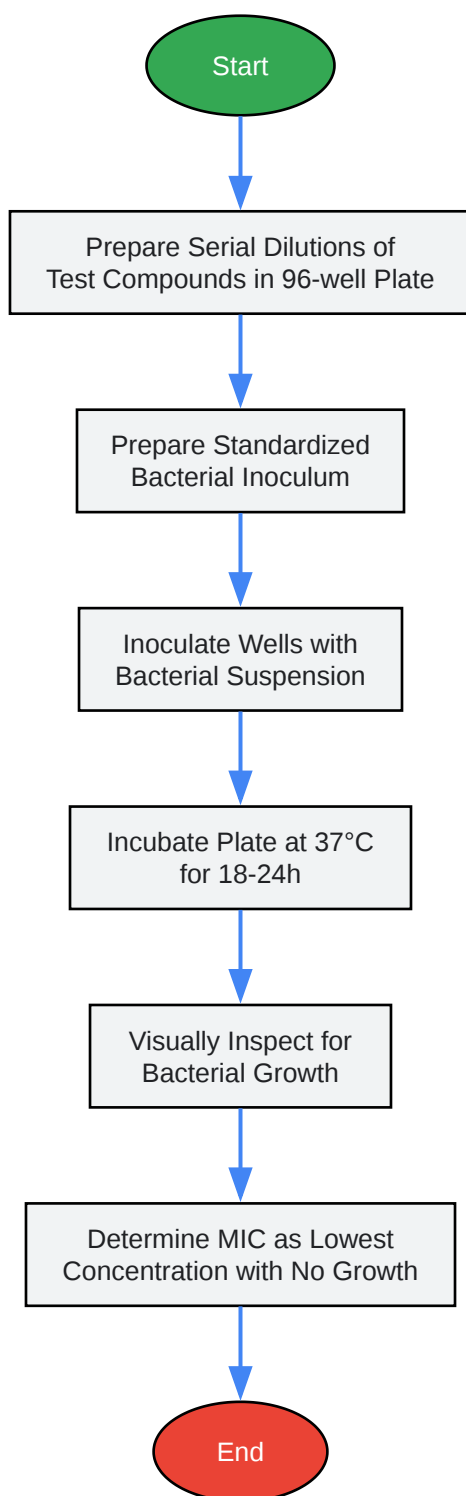 Start
Prepare Serial Dilutions of
Test Compounds in 96-well Plate
Prepare Standardized
Bacterial Inoculum
Inoculate Wells with
Bacterial Suspension
Incubate Plate at 37°C
for 18-24h
Visually Inspect for
Bacterial Growth
Determine MIC as Lowest
Concentration with No Growth
End